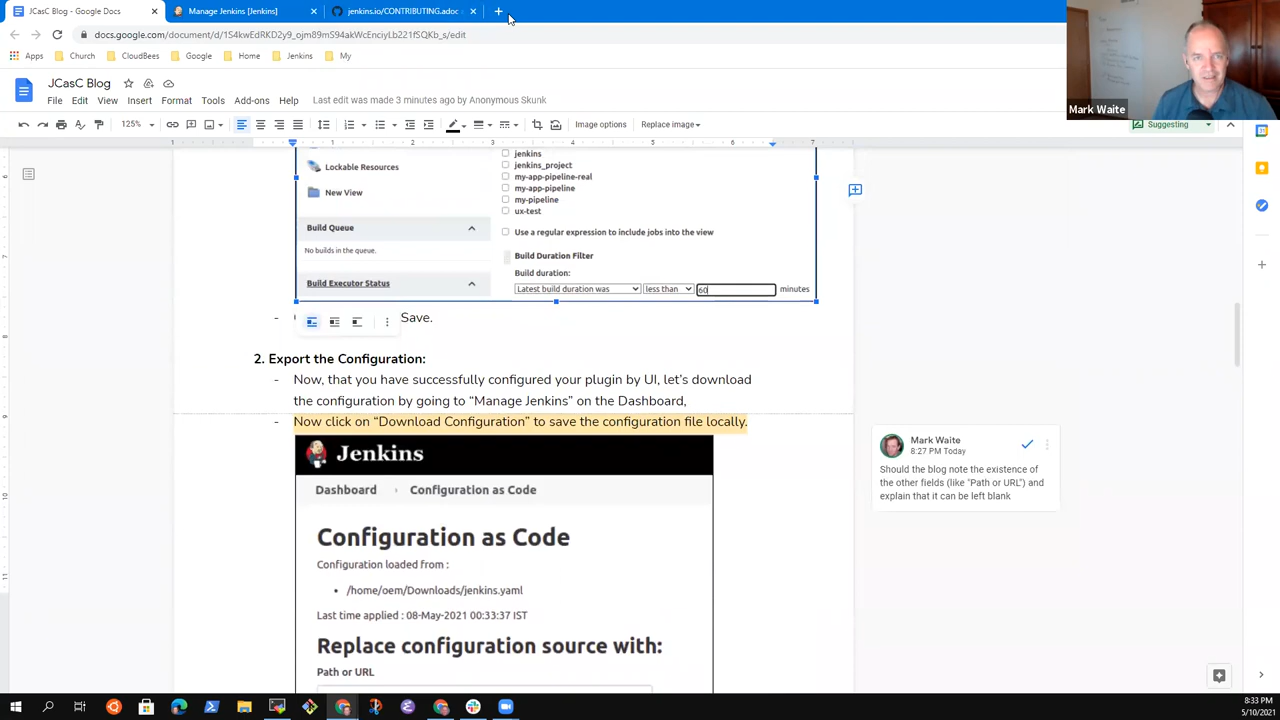 JCasC Blog - Google Docs
Manage Jenkins [Jenkins]
jenkins.io/CONTRIBUTING.adoc
docs.google.com/document/d/1S4kwEdRKD2y9_ojm89mS94akWcEnciyLb221fSQKb_s/edit
Apps
Church
CloudBees
Google
Home
Jenkins
My
JCasC Blog
File
Edit
View
Insert
Format
Tools
Add-ons
Help
Last edit was made 3 minutes ago by Anonymous Skunk
Mark Waite
125%
Image options
Replace image
Suggesting
1 1 2 3 4 5 6 7
Lockable Resources
New View
Build Queue
No builds in the queue.
Build Executor Status
jenkins
jenkins_project
my-app-pipeline-real
my-app-pipeline
my-pipeline
ux-test
Use a regular expression to include jobs into the view
Build Duration Filter
Build duration:
Latest build duration was
less than
60
minutes
- Save.
2. Export the Configuration:
- Now, that you have successfully configured your plugin by UI, let's download
the configuration by going to “Manage Jenkins” on the Dashboard,
- Now click on “Download Configuration” to save the configuration file locally.
Jenkins
Dashboard › Configuration as Code
Configuration as Code
Configuration loaded from :
• /home/oem/Downloads/jenkins.yaml
Last time applied : 08-May-2021 00:33:37 IST
Replace configuration source with:
Path or URL
Mark Waite
8:27 PM Today
Should the blog note the existence of
the other fields (like "Path or URL") and
explain that it can be left blank
8:33 PM
5/10/2021